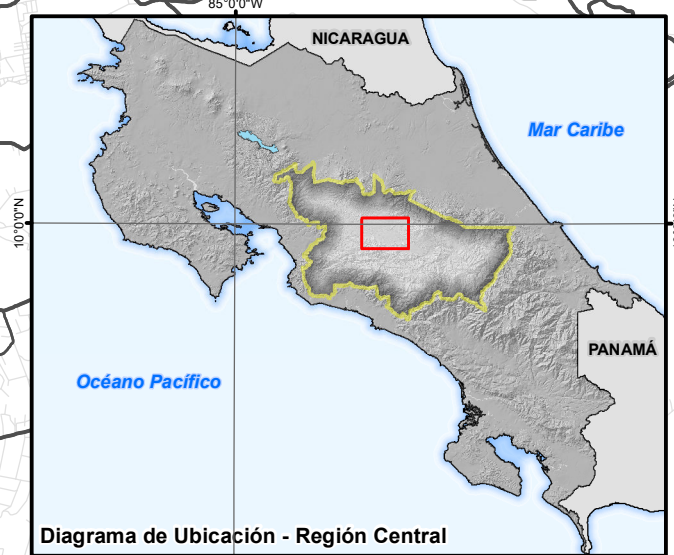 85°0'0"W
NICARAGUA
Mar Caribe
10°0'0"N
PANAMÁ
Océano Pacífico
Diagrama de Ubicación - Región Central